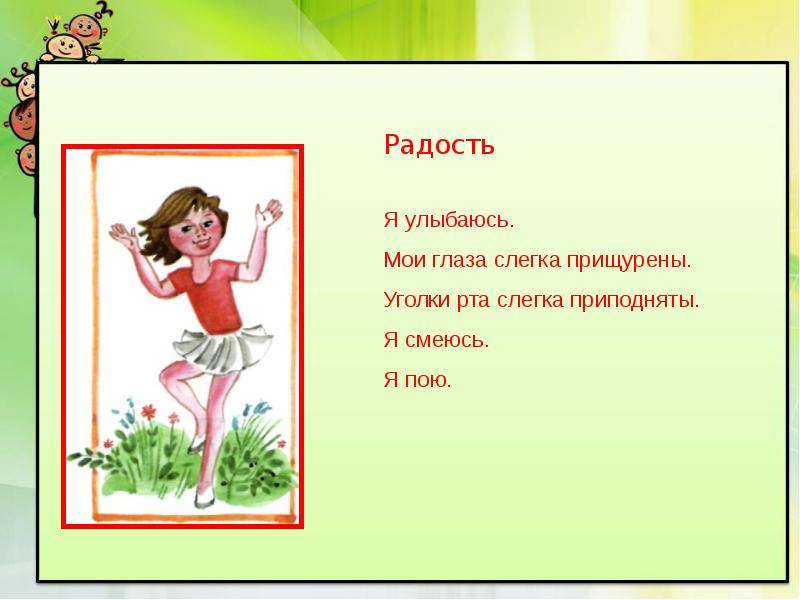 Радость
Я улыбаюсь.
Мои глаза слегка прищурены.
Уголки рта слегка приподняты.
Я смеюсь.
Я пою.